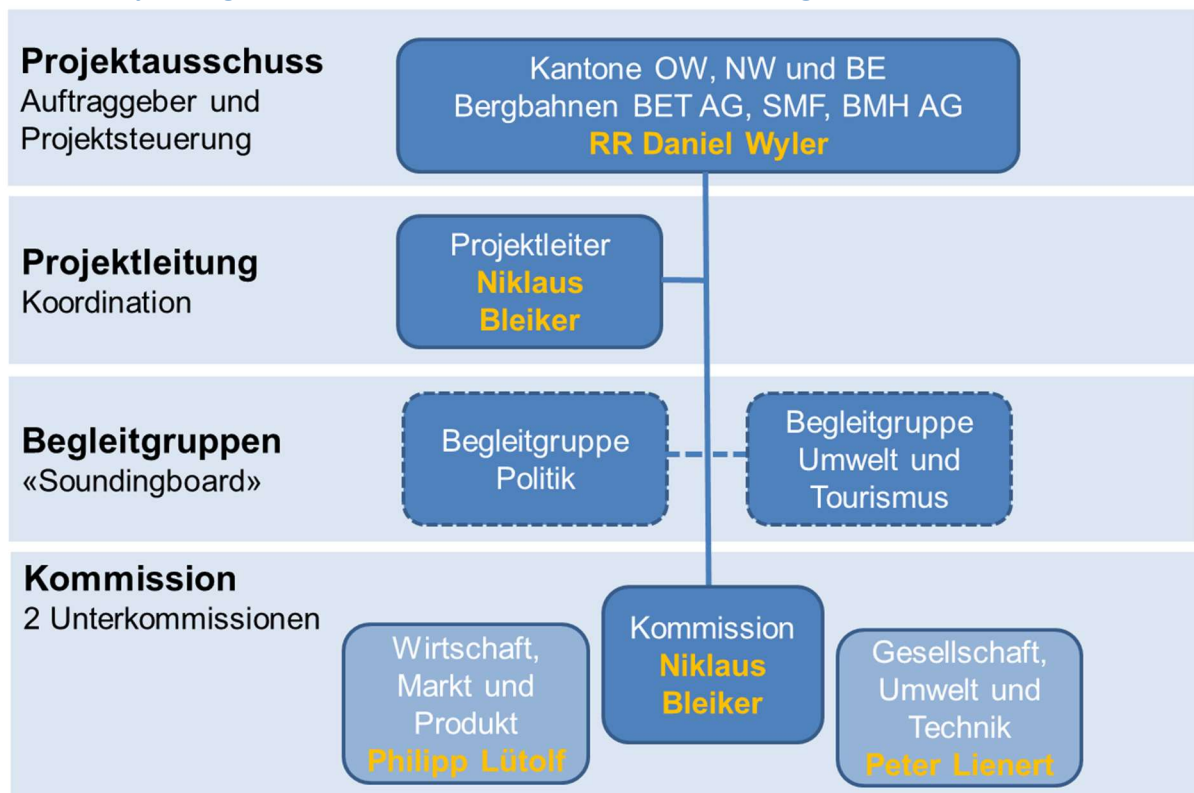 Projektausschuss
Auftraggeber und
Projektsteuerung
Kantone OW, NW und BE
Bergbahnen BET AG, SMF, BMH AG
RR Daniel Wyler
Projektleitung
Koordination
Projektleiter
Niklaus
Bleiker
Begleitgruppen
«Soundingboard»
Begleitgruppe
Politik
Begleitgruppe
Umwelt und
Tourismus
Kommission
2 Unterkommissionen
Wirtschaft,
Markt und
Produkt
Philipp Lütolf
Kommission
Niklaus
Bleiker
Gesellschaft,
Umwelt und
Technik
Peter Lienert